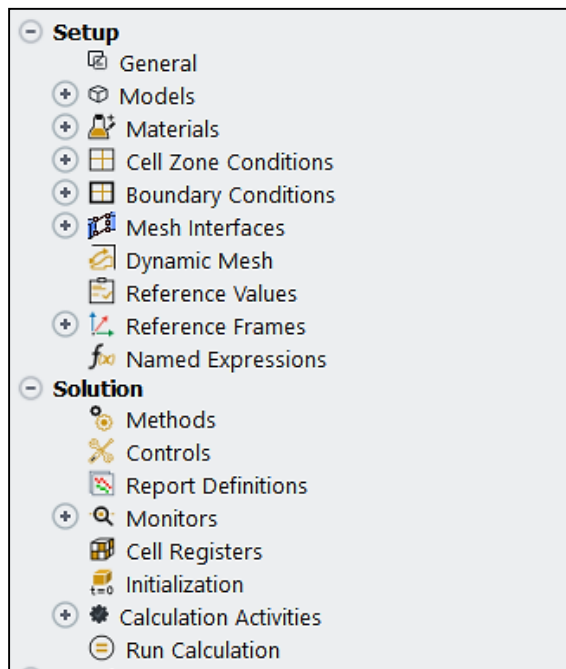 Setup
General
Models
Materials
Cell Zone Conditions
Boundary Conditions
Mesh Interfaces
Dynamic Mesh
Reference Values
Reference Frames
f(x) Named Expressions
Solution
Methods
Controls
Report Definitions
Monitors
Cell Registers
t=0 Initialization
Calculation Activities
Run Calculation